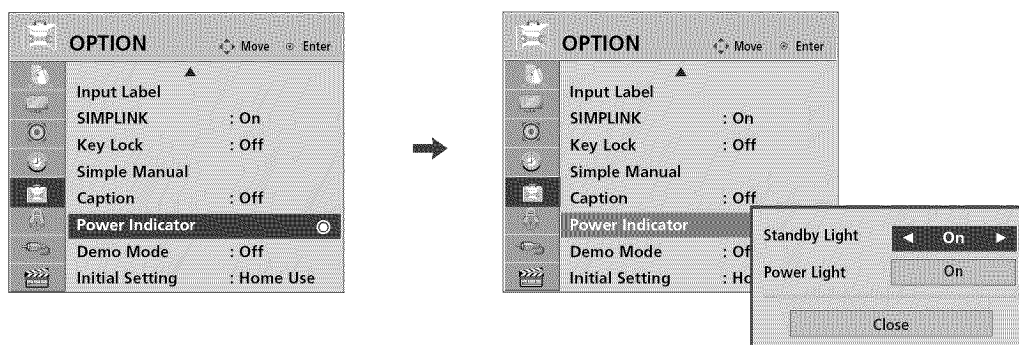 OPTION Move Enter
Input Label
SIMPLINK : On
Key Lock : Off
Simple Manual
Caption : Off
Power Indicator
Demo Mode : Off
Initial Setting : Home Use
OPTION Move Enter
Input Label
SIMPLINK : On
Key Lock : Off
Simple Manual
Caption : Off
Power Indicator
Demo Mode : Of
Initial Setting : Ho
Standby Light On
Power Light On
Close